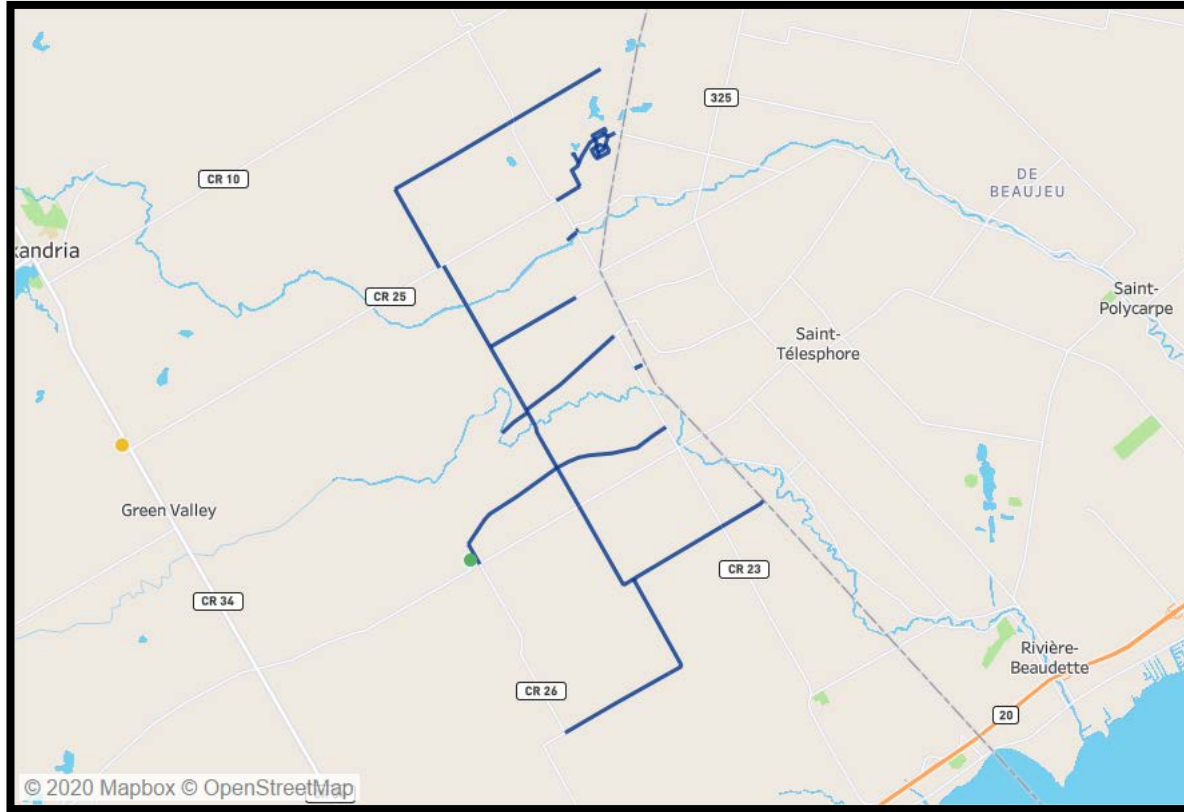 325
CR 10
DE
BEAUJEU
xandria
CR 25
Saint-
Polycarpe
Saint-
Télesphore
Green Valley
CR 23
CR 34
Rivière-
Beaudette
CR 26
20
© 2020 Mapbox © OpenStreetMap